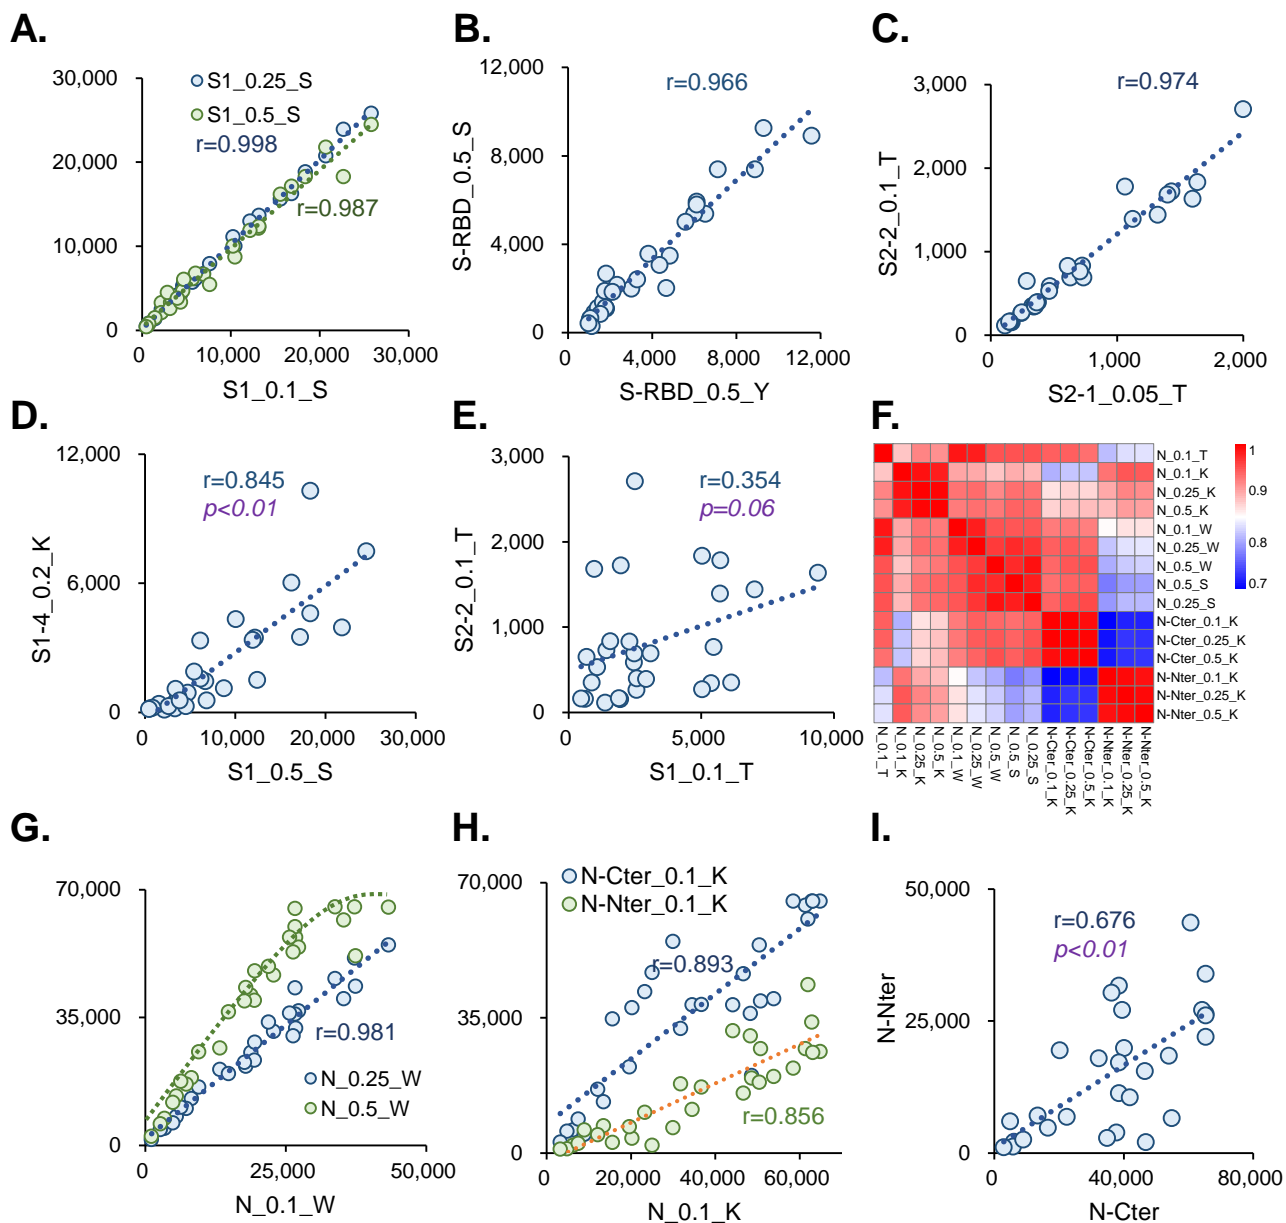 A.
30,000
20,000
10,000
0
0
10,000
20,000
30,000
S1_0.25_S
S1_0.5_S
r=0.998
r=0.987
S1_0.1_S
B.
12,000
8,000
4,000
0
0
4,000
8,000
12,000
r=0.966
S-RBD_0.5_S
S-RBD_0.5_Y
C.
3,000
2,000
1,000
0
0
1,000
2,000
r=0.974
S2-2_0.1_T
S2-1_0.05_T
D.
12,000
6,000
0
0
10,000
20,000
30,000
r=0.845
p<0.01
S1-4_0.2_K
S1_0.5_S
E.
3,000
2,000
1,000
0
0
5,000
10,000
r=0.354
p=0.06
S2-2_0.1_T
S1_0.1_T
F.
N_0.1_T
N_0.1_K
N_0.25_K
N_0.5_K
N_0.1_W
N_0.25_W
N_0.5_W
N_0.5_S
N_0.25_S
N-Cter_0.1_K
N-Cter_0.25_K
N-Cter_0.5_K
N-Nter_0.1_K
N-Nter_0.25_K
N-Nter_0.5_K
N_0.1_T
N_0.1_K
N_0.25_K
N_0.5_K
N_0.1_W
N_0.25_W
N_0.5_W
N_0.5_S
N_0.25_S
N-Cter_0.1_K
N-Cter_0.25_K
N-Cter_0.5_K
N-Nter_0.1_K
N-Nter_0.25_K
N-Nter_0.5_K
1
0.9
0.8
0.7
G.
70,000
35,000
0
0
25,000
50,000
r=0.981
N_0.25_W
N_0.5_W
N_0.1_W
H.
N-Cter_0.1_K
N-Nter_0.1_K
70,000
35,000
0
0
20,000
40,000
60,000
r=0.893
r=0.856
N_0.1_K
I.
50,000
25,000
0
0
40,000
80,000
r=0.676
p<0.01
N-Nter
N-Cter